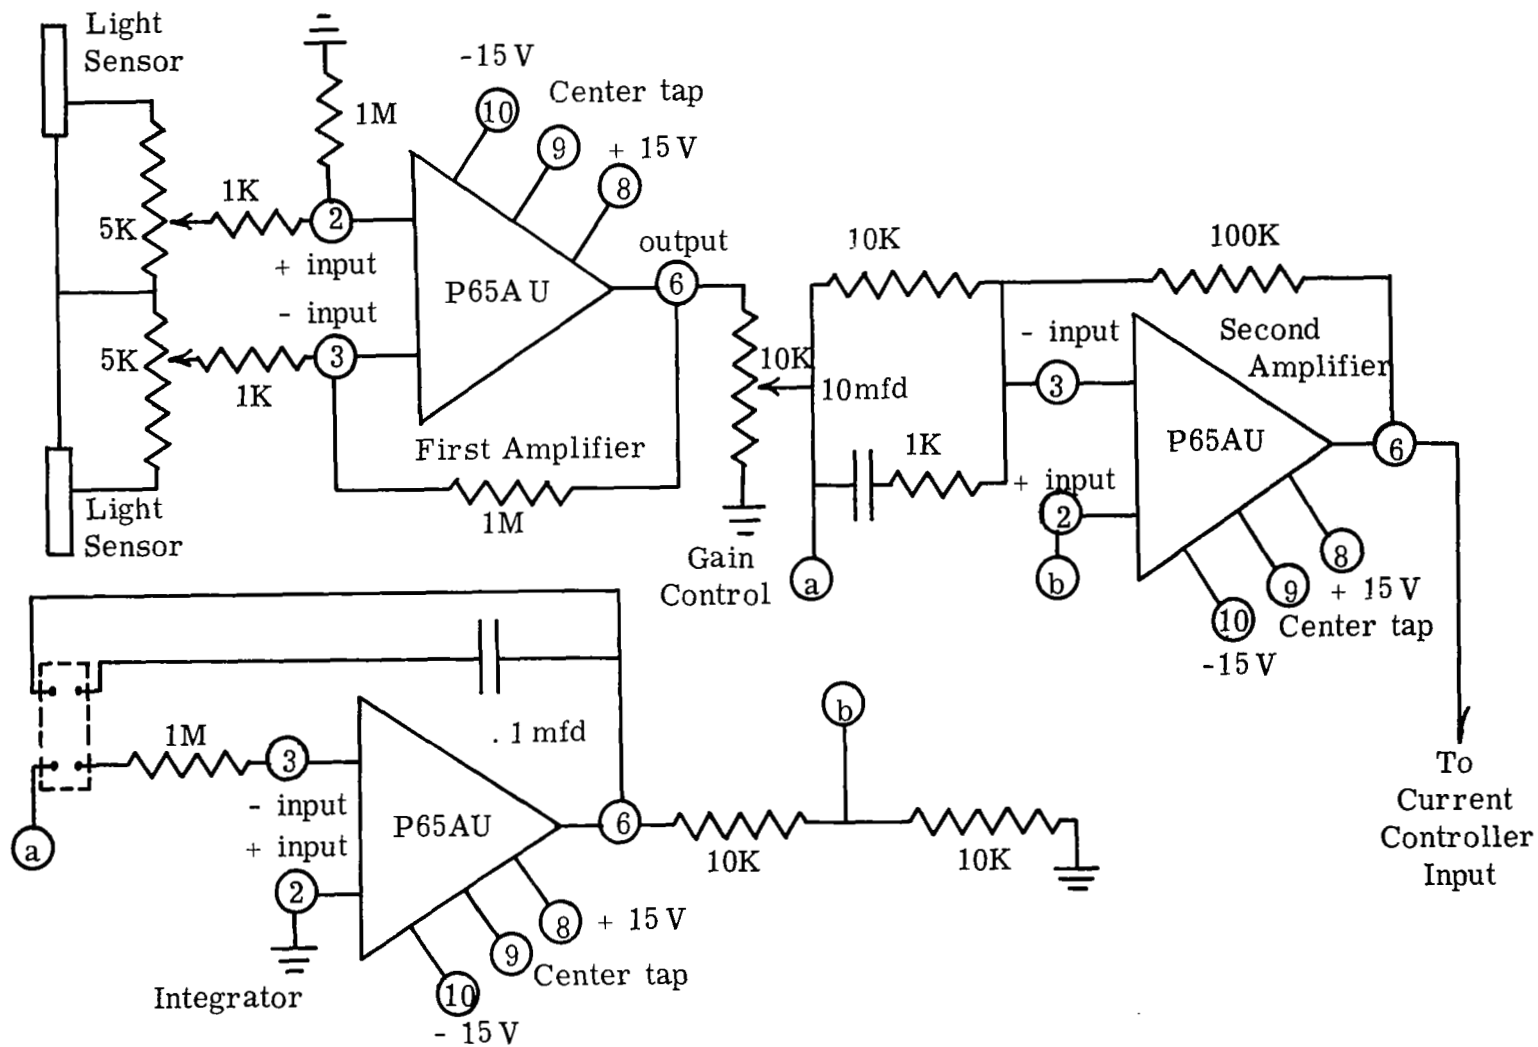 Light
Sensor
5K
1K
1M
2
+ input
- input
3
5K
1K
Light
Sensor
-15 V
10
Center tap
9
+ 15 V
8
P65A U
output
6
First Amplifier
1M
10K
Gain
Control
10K
10mfd
1K
a
100K
- input
3
+ input
2
b
Second
Amplifier
P65AU
6
8
+ 15 V
9
Center tap
10
-15 V
To
Current
Controller
Input
a
1M
3
- input
+ input
2
Integrator
.1 mfd
P65AU
6
8
+ 15 V
9
Center tap
10
- 15 V
10K
b
10K